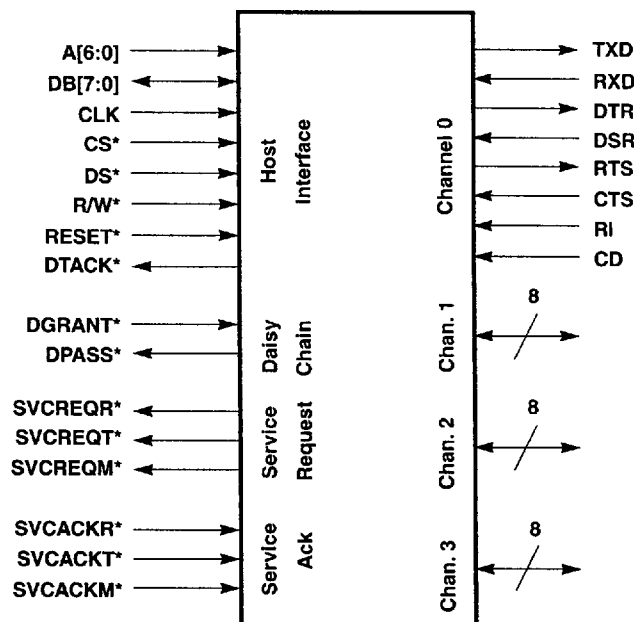 A[6:0]
DB[7:0]
CLK
CS*
DS*
R/W*
RESET*
DTACK*
Host
Interface
DGRANT*
DPASS*
Daisy
Chain
SVCREQR*
SVCREQT*
SVCREQM*
Service
Request
SVCACKR*
SVCACKT*
SVCACKM*
Service
Ack
Channel 0
TXD
RXD
DTR
DSR
RTS
CTS
RI
CD
Chan. 1
8
Chan. 2
8
Chan. 3
8